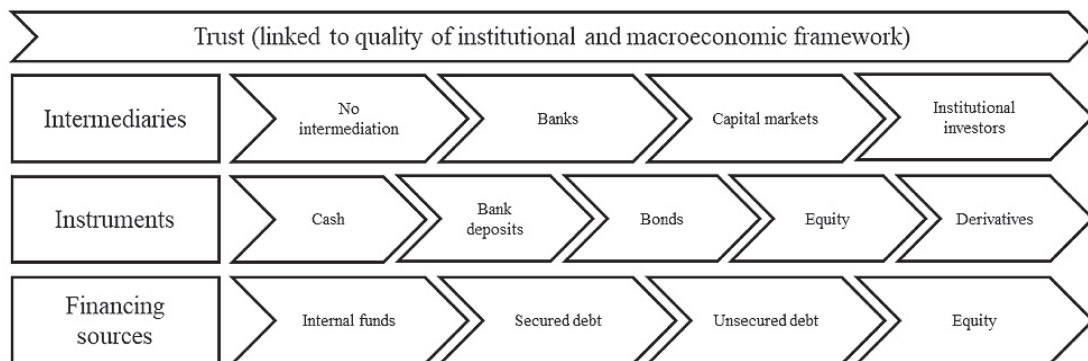 Trust (linked to quality of institutional and macroeconomic framework)
Intermediaries
No
intermediation
Banks
Capital markets
Institutional
investors
Instruments
Cash
Bank
deposits
Bonds
Equity
Derivatives
Financing
sources
Internal funds
Secured debt
Unsecured debt
Equity